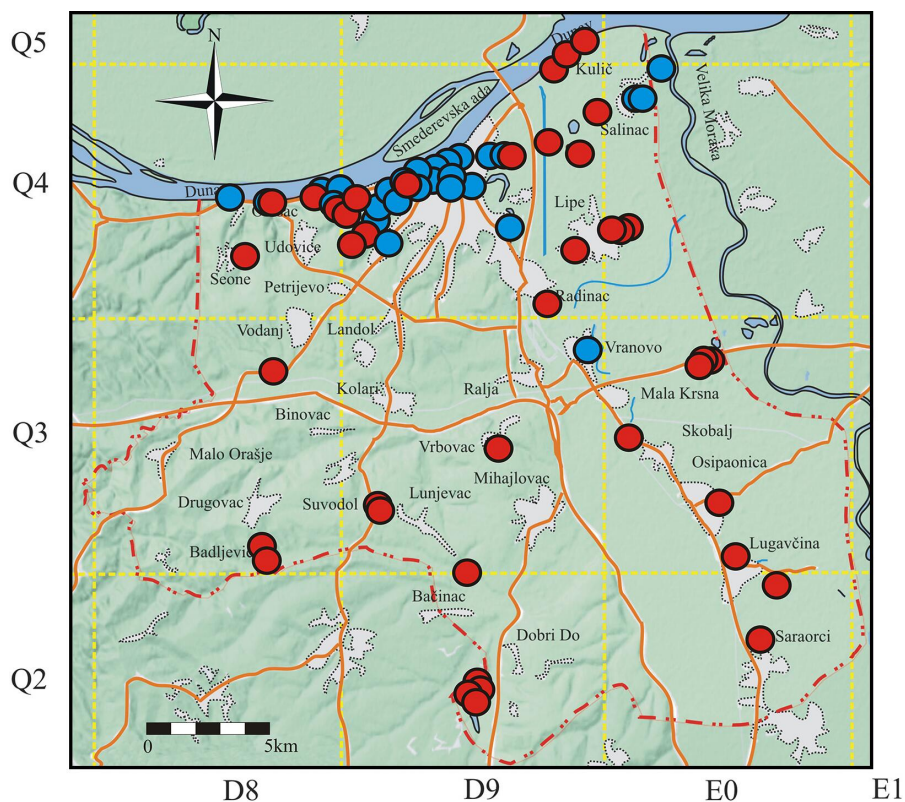 Q5
N
Dunav
Kulič
Velika Morava
Smederevska ada
Salinac
Q4
Lipe
Udovice
Seone
Petrijevo
Radinac
Vodanj
Landol
Vranovo
Kolari
Ralja
Mala Krsna
Binovac
Q3
Skobalj
Vrbovac
Malo Orašje
Osipaonica
Mihajlovac
Lunjevac
Drugovac
Suvodol
Lugavčina
Badljevic
Bačinac
Dobri Do
Saraorci
Q2
0 5km
D8 D9 E0 E1